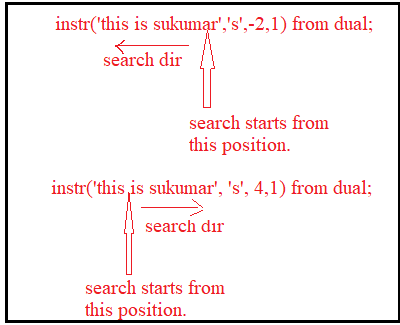 instr('this is sukumar','s',-2,1) from dual;
search dir
search starts from
this position.
instr('this is sukumar', 's', 4,1) from dual;
search dir
search starts from
this position.